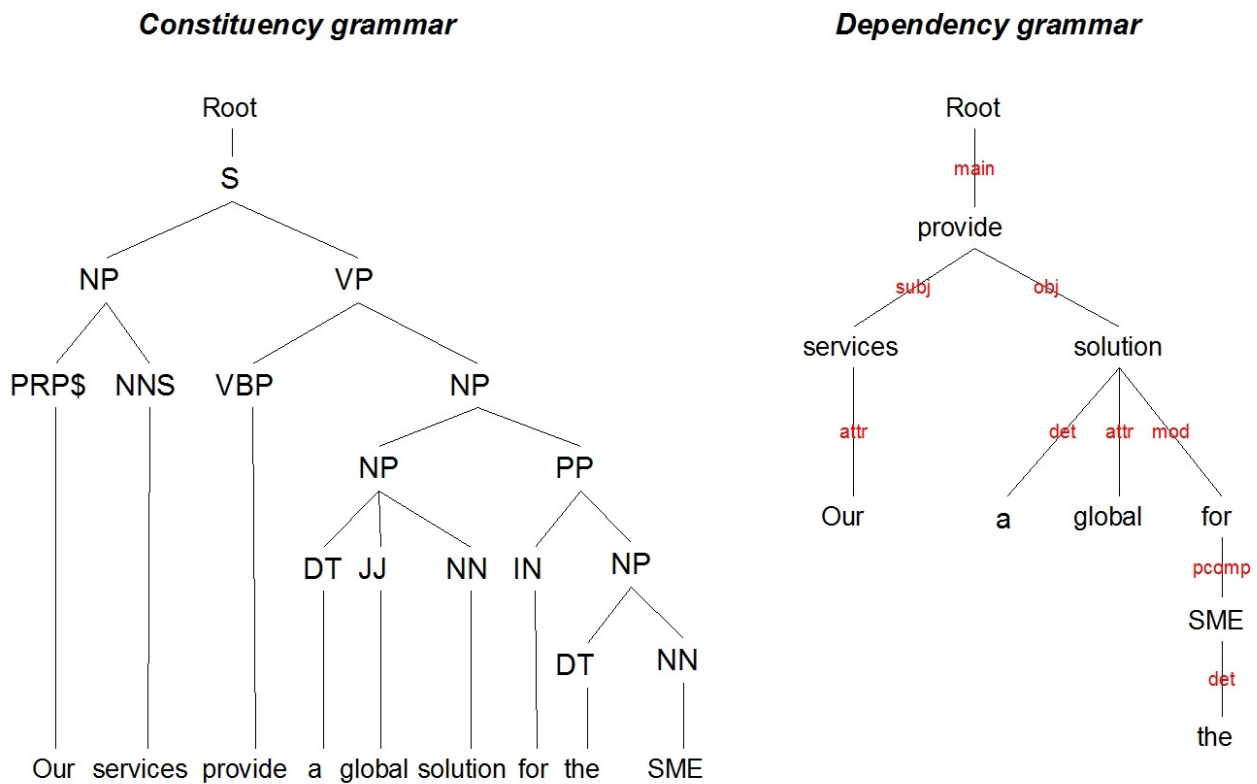 Constituency grammar
Root
S
NP VP
PRP$ NNS VBP NP
NP PP
DT JJ NN IN NP
DT NN
Our services provide a global solution for the SME
Dependency grammar
Root
main
provide
subj obj
services solution
attr det attr mod
Our a global for
pcomp
SME
det
the